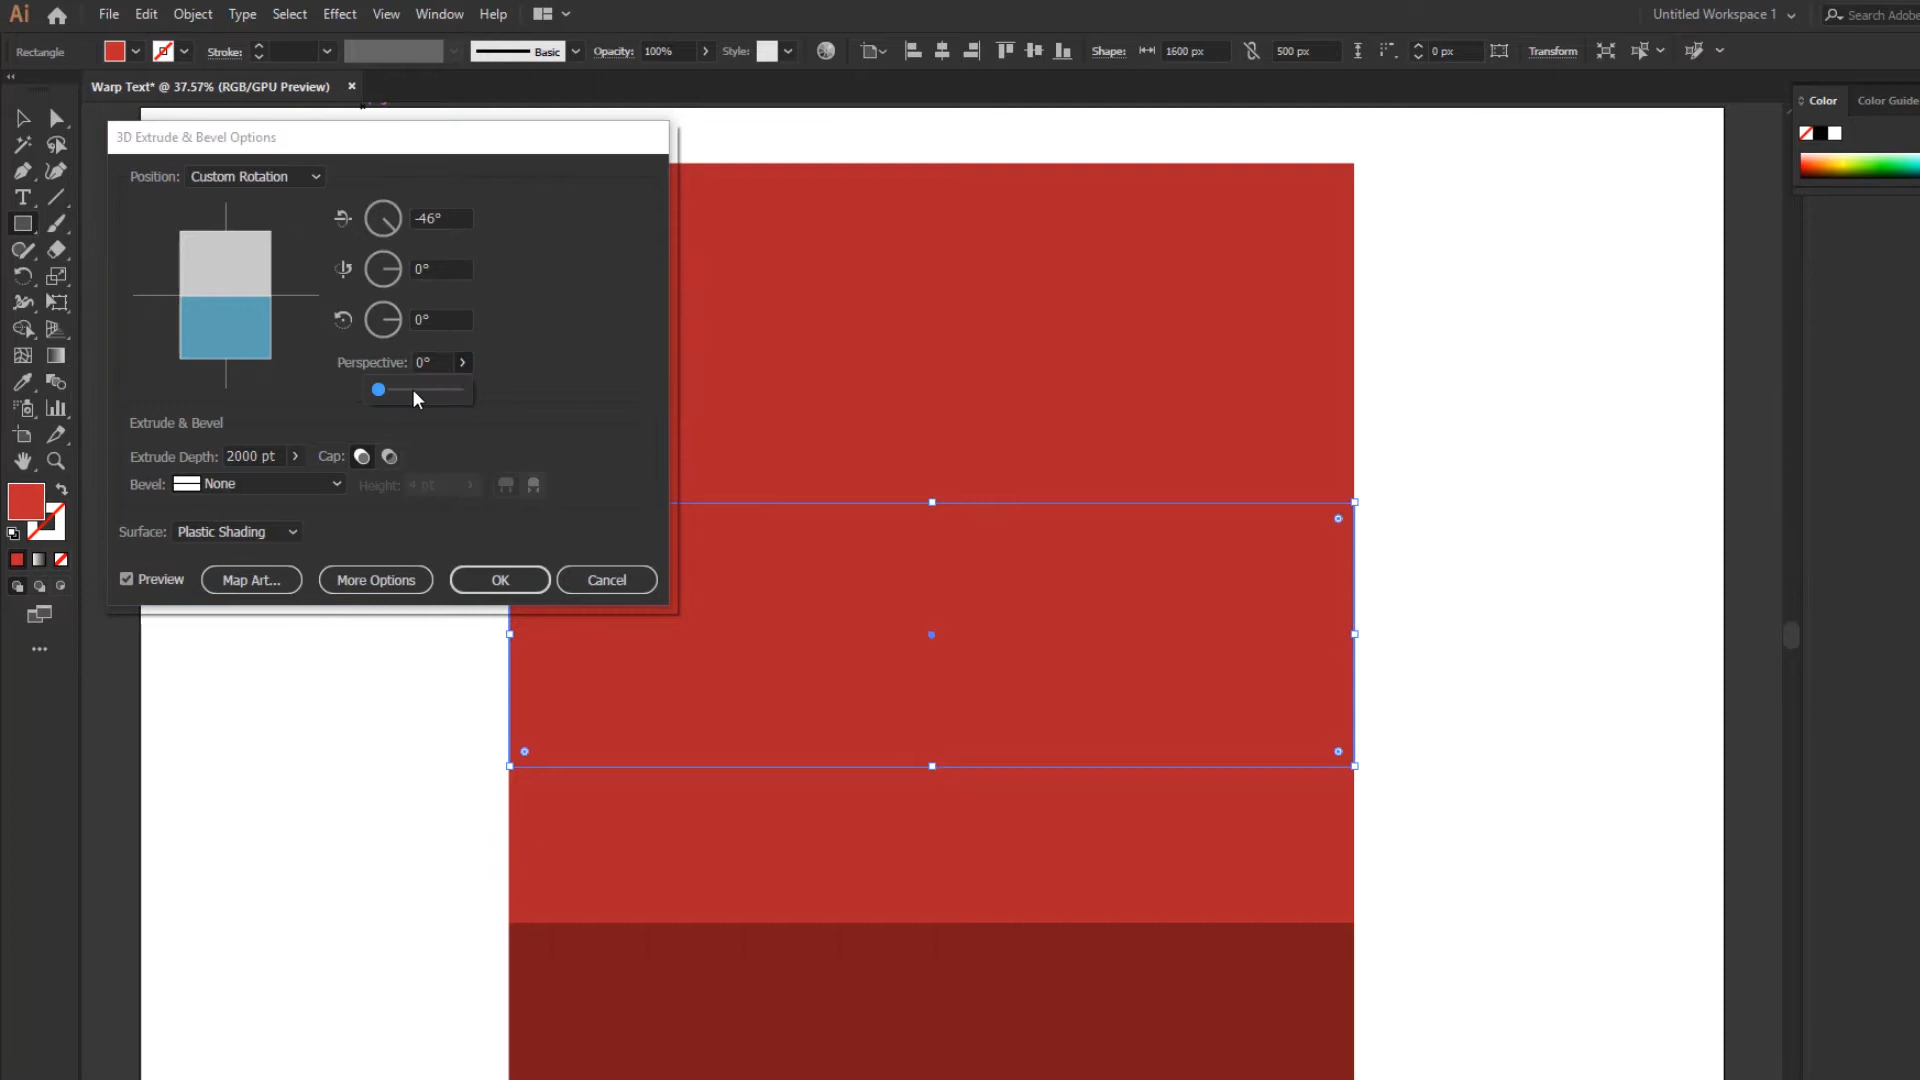 Ai File Edit Object Type Select Effect View Window Help Untitled Workspace 1 Search Adobe
Rectangle Stroke: Basic Opacity: 100% Style: Shape: 1600 px 500 px 0 px Transform
Warp Text* @ 37.57% (RGB/GPU Preview) ×
Color Color Guide
3D Extrude & Bevel Options
Position: Custom Rotation
-46°
0°
0°
Perspective: 0°
Extrude & Bevel
Extrude Depth: 2000 pt Cap:
Bevel: None Height: 4 pt
Surface: Plastic Shading
Preview Map Art... More Options OK Cancel